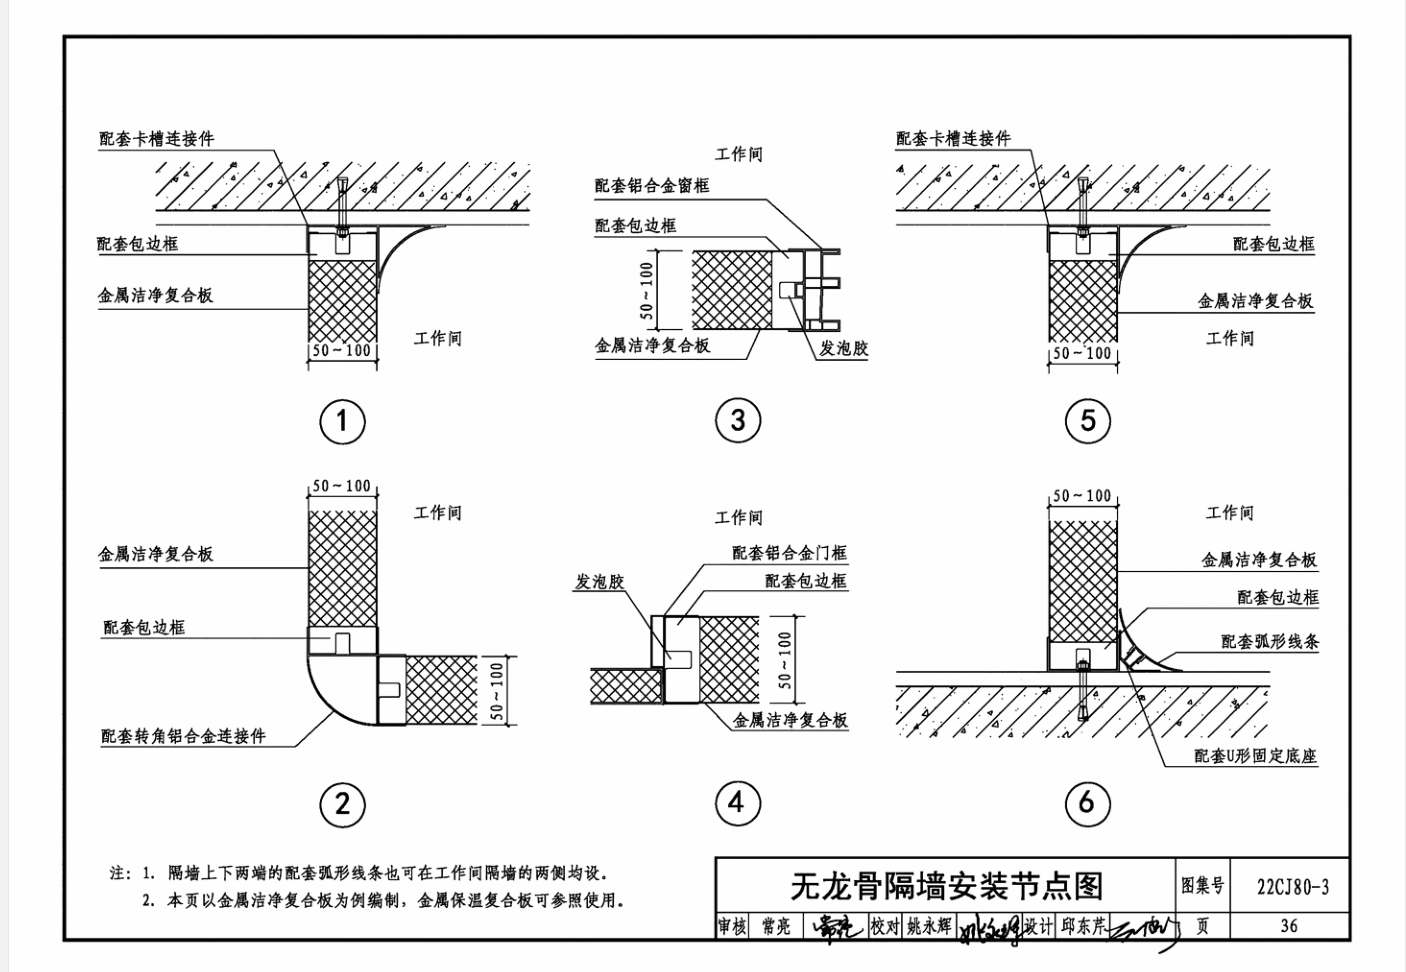 配套卡槽连接件
配套包边框
金属洁净复合板
工作间
50~100
1
工作间
配套铝合金窗框
配套包边框
50~100
金属洁净复合板
发泡胶
3
配套卡槽连接件
配套包边框
金属洁净复合板
工作间
50~100
5
50~100
工作间
金属洁净复合板
配套包边框
50~100
配套转角铝合金连接件
2
工作间
配套铝合金门框
发泡胶
配套包边框
50~100
金属洁净复合板
4
50~100
工作间
金属洁净复合板
配套包边框
配套弧形线条
配套U形固定底座
6
注: 1. 隔墙上下两端的配套弧形线条也可在工作间隔墙的两侧均设。
2. 本页以金属洁净复合板为例编制, 金属保温复合板可参照使用。
无龙骨隔墙安装节点图
图集号
22CJ80-3
审核 常亮 校对 姚永辉 设计 邱东芹 页 36